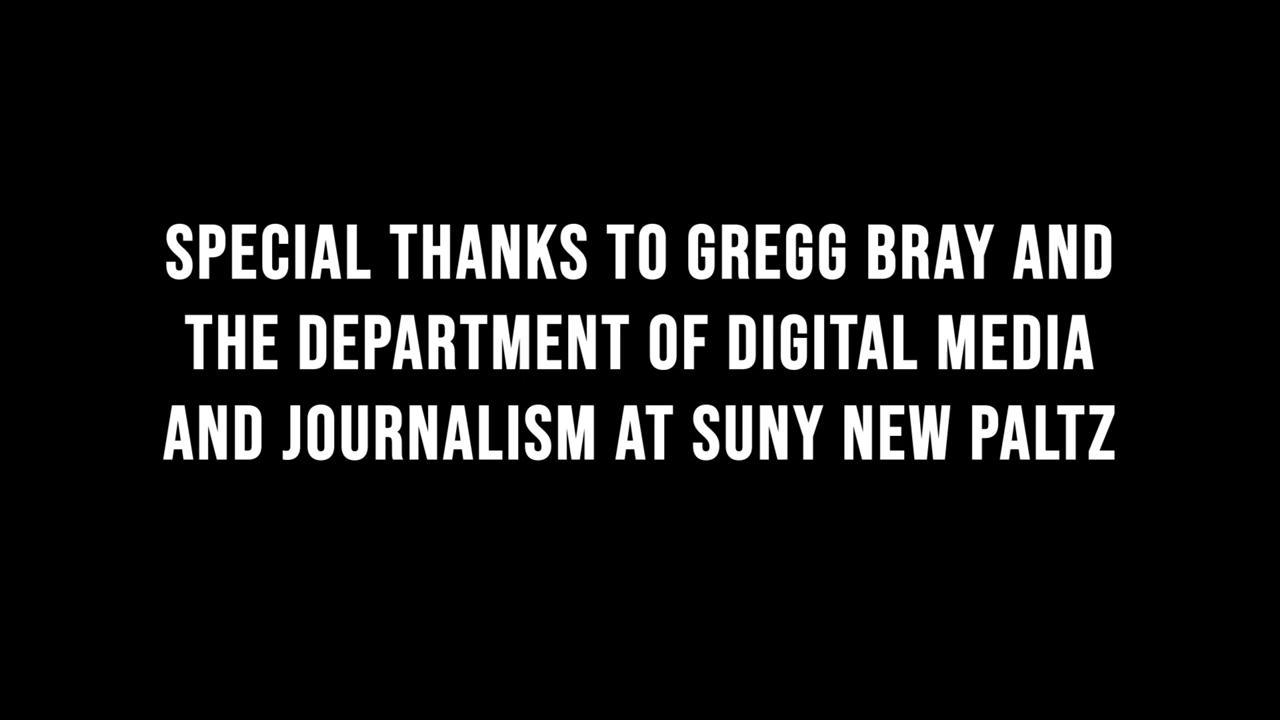 SPECIAL THANKS TO GREGG BRAY AND
THE DEPARTMENT OF DIGITAL MEDIA
AND JOURNALISM AT SUNY NEW PALTZ